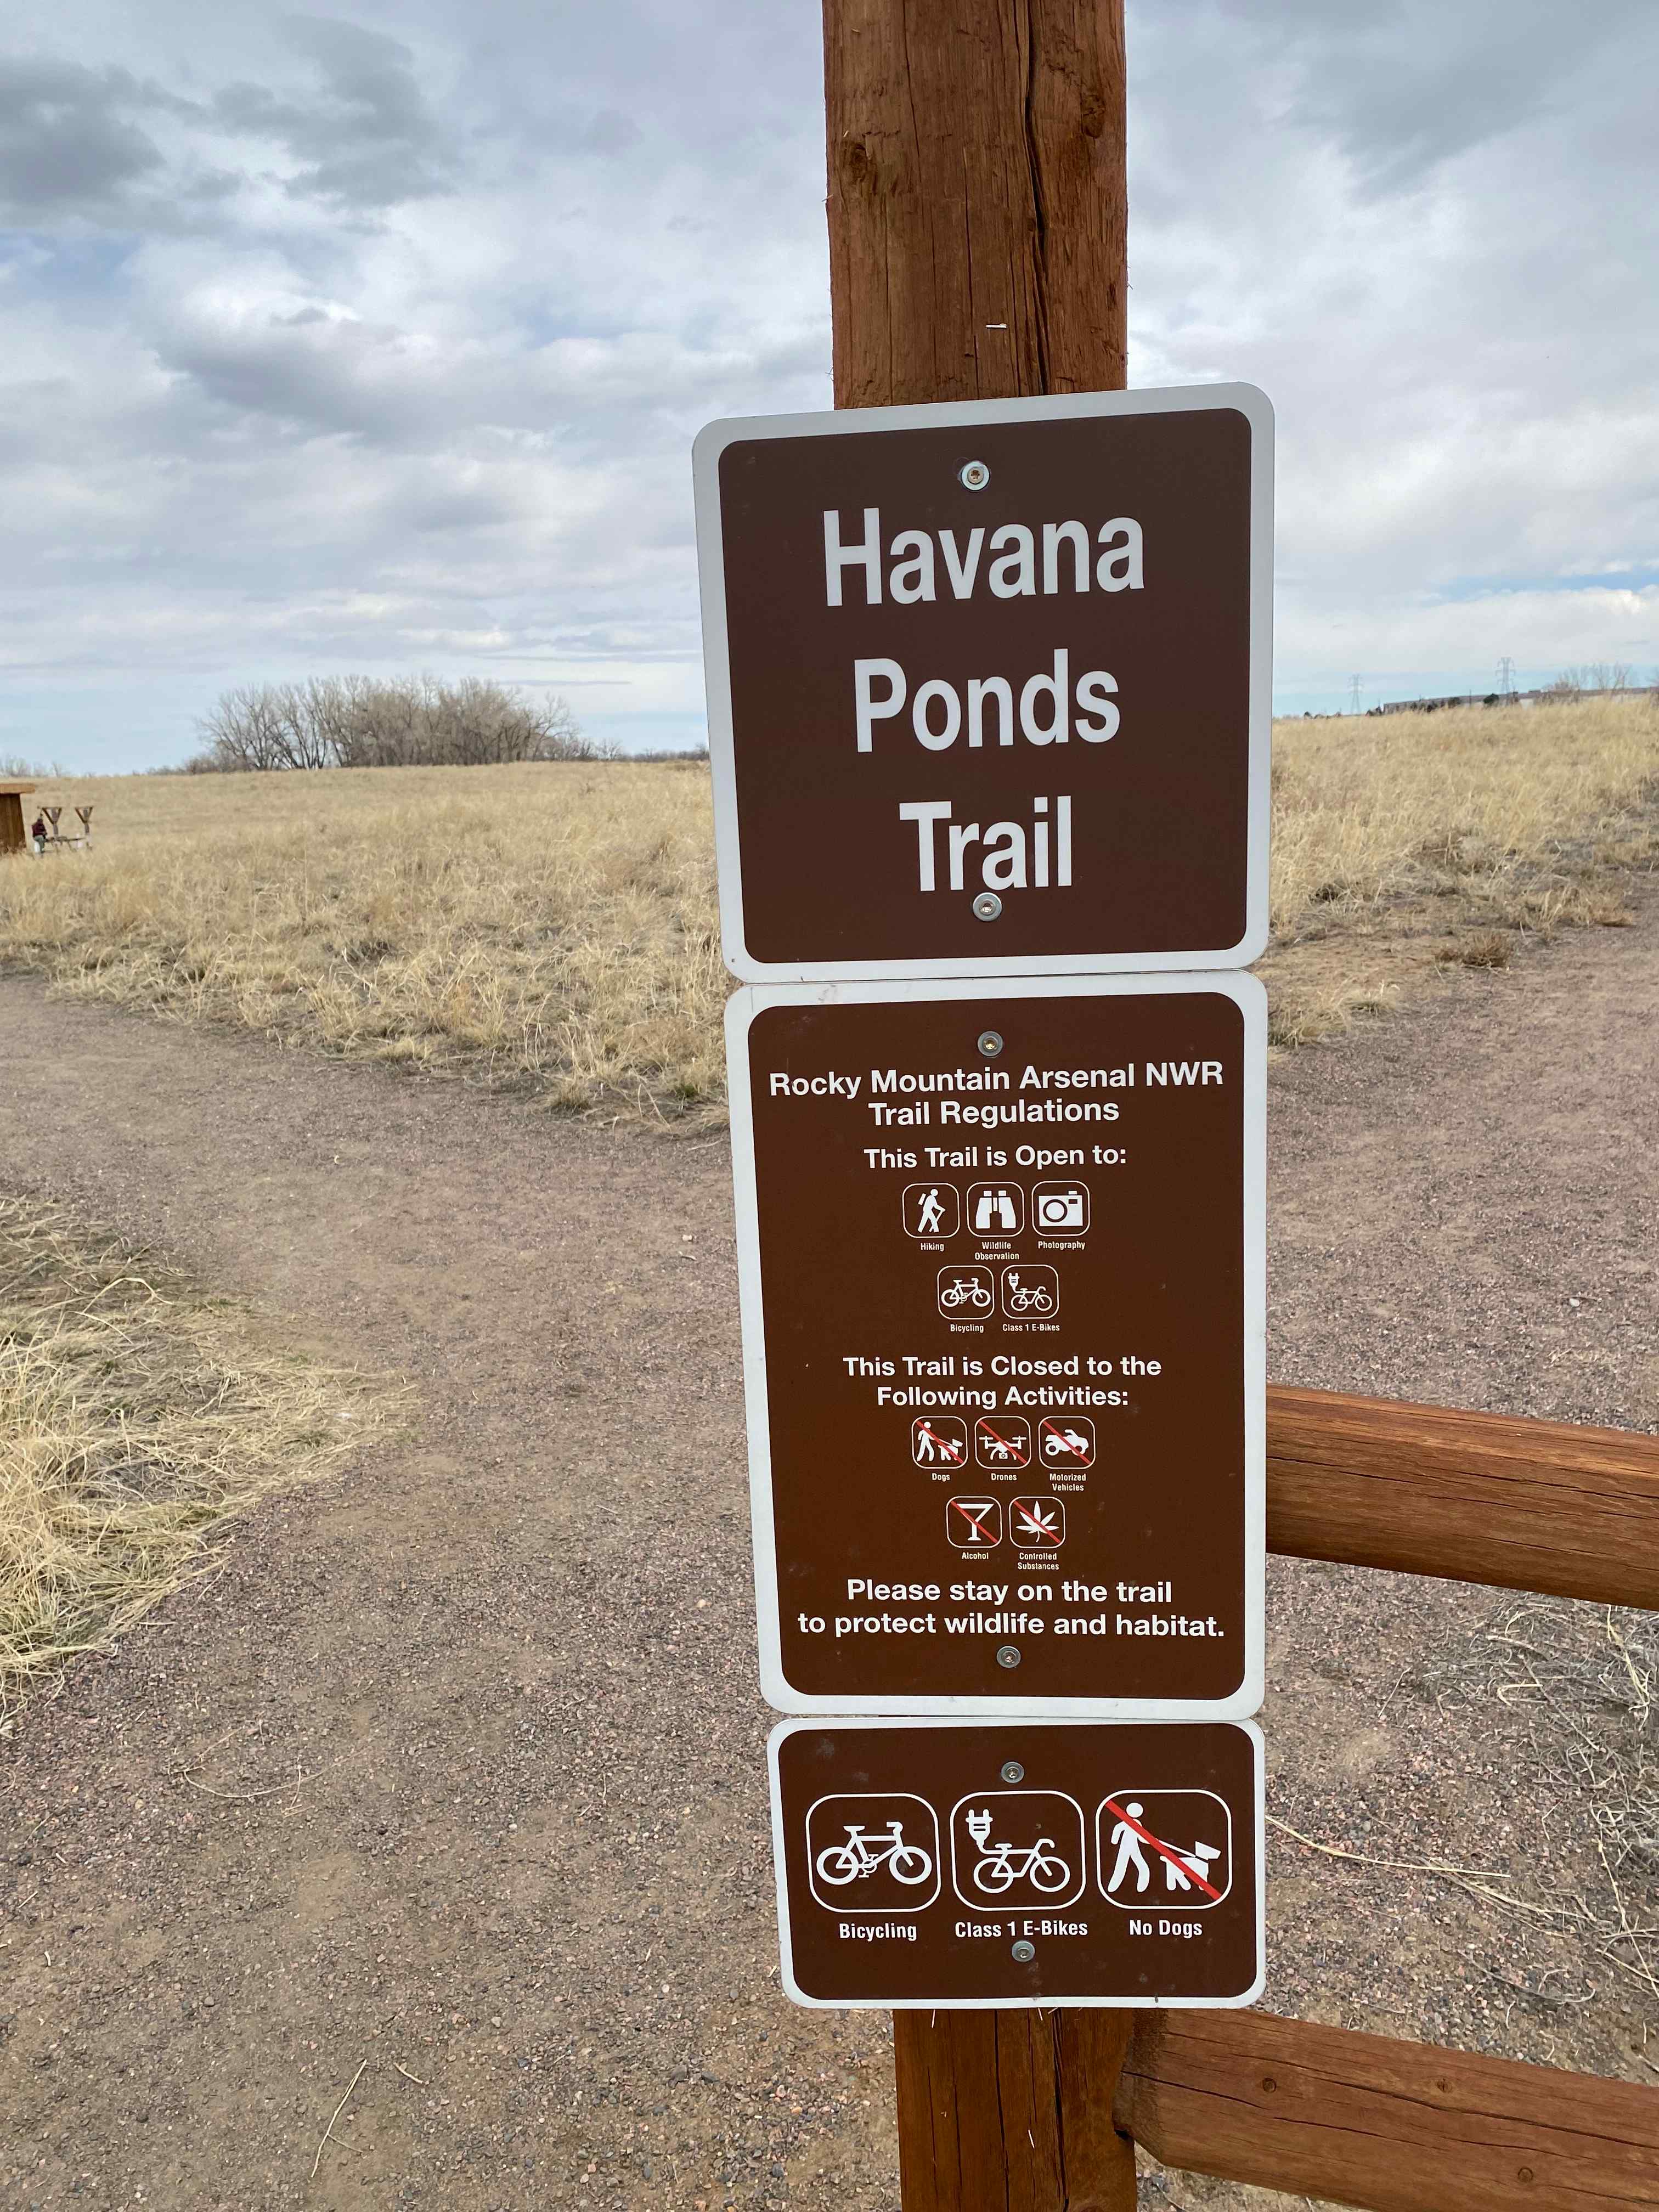 Havana
Ponds
Trail
Rocky Mountain Arsenal NWR
Trail Regulations
This Trail is Open to:
Hiking
Wildlife
Observation
Photography
Bicycling
Class 1 E-Bikes
This Trail is Closed to the
Following Activities:
Dogs
Drones
Motorized
Vehicles
Alcohol
Controlled
Substances
Please stay on the trail
to protect wildlife and habitat.
Bicycling
Class 1 E-Bikes
No Dogs